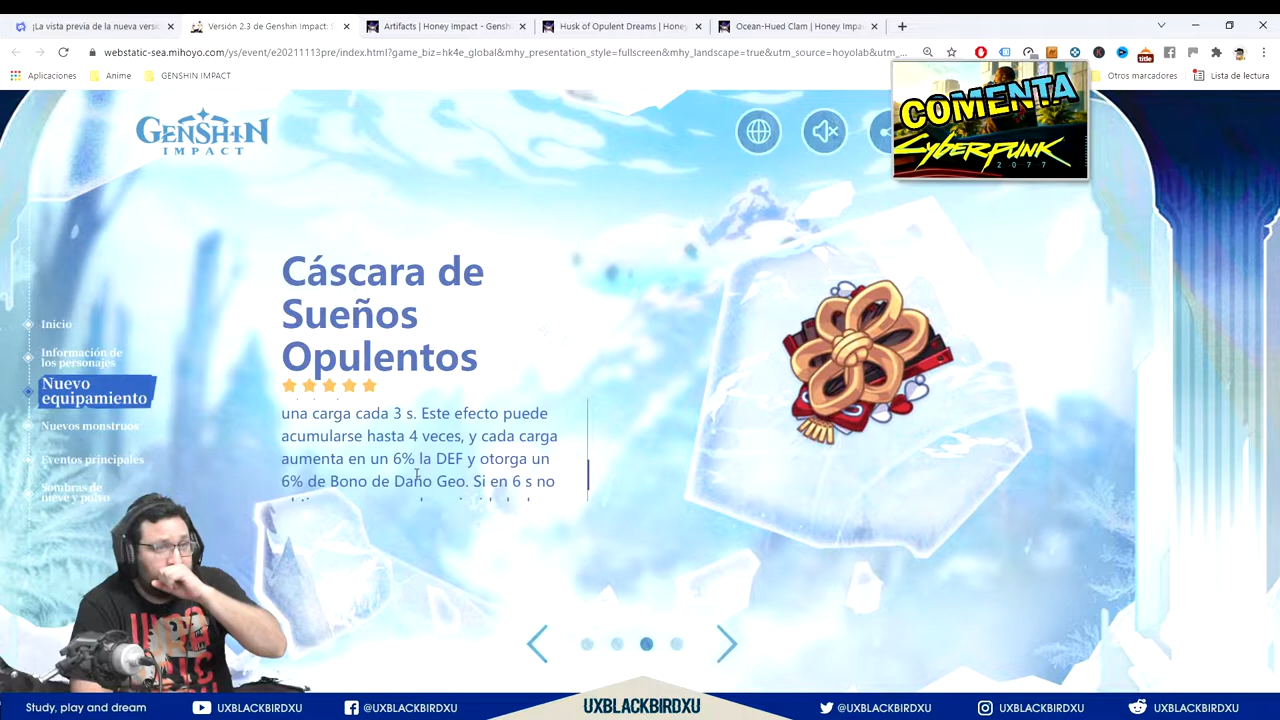 ¡La vista previa de la nueva versi
Versión 2.3 de Genshin Impact:
Artifacts | Honey Impact - Gensh
Husk of Opulent Dreams | Honey
Ocean-Hued Clam | Honey Impa
webstatic-sea.mihoyo.com/ys/event/e20211113pre/index.html?game_biz=hk4e_global&mhy_presentation_style=fullscreen&mhy_landscape=true&utm_source=hoyolab&utm_...
title
Aplicaciones
Anime
GENSHIN IMPACT
Otros marcadores
Lista de lectura
GENSHIN
IMPACT
COMENTA
Cyberpunk
2077
Cáscara de
Sueños
Opulentos
una carga cada 3 s. Este efecto puede
acumularse hasta 4 veces, y cada carga
aumenta en un 6% la DEF y otorga un
6% de Bono de Daño Geo. Si en 6 s no
Inicio
Información de
los personajes
Nuevo
equipamiento
Nuevos monstruos
Eventos principales
Sombras de
nieve y polvo
Study, play and dream
UXBLACKBIRDXU
@UXBLACKBIRDXU
UXBLACKBIRDXU
@UXBLACKBIRDXU
UXBLACKBIRDXU
UXBLACKBIRDXU